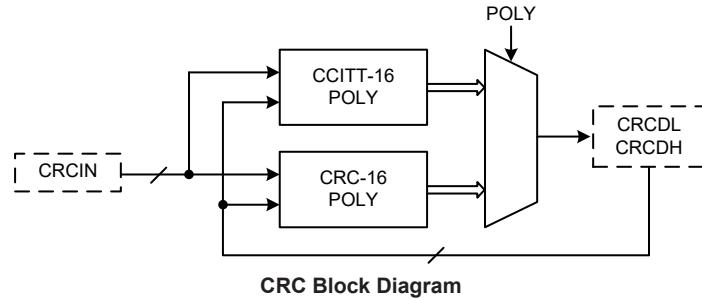 POLY
CCITT-16
POLY
CRCDL
CRCDH
CRCIN
CRC-16
POLY
CRC Block Diagram